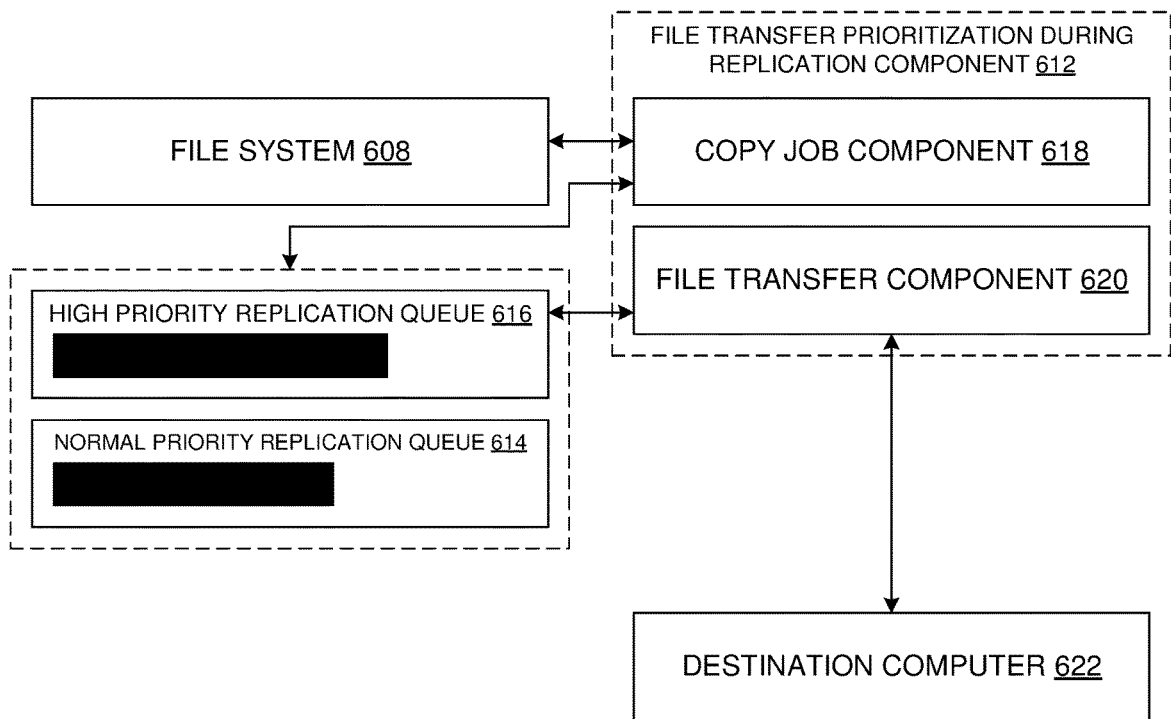 FILE TRANSFER PRIORITIZATION DURING
REPLICATION COMPONENT 612
FILE SYSTEM 608
COPY JOB COMPONENT 618
FILE TRANSFER COMPONENT 620
HIGH PRIORITY REPLICATION QUEUE 616
NORMAL PRIORITY REPLICATION QUEUE 614
DESTINATION COMPUTER 622